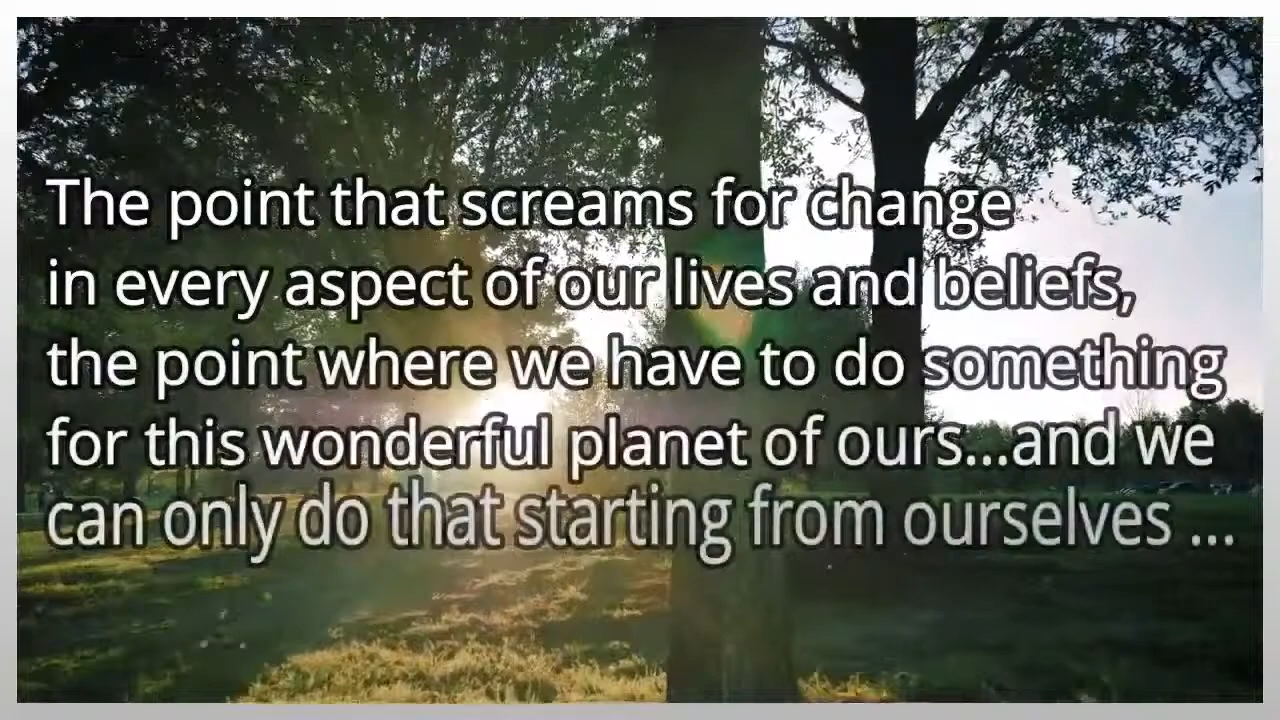 The point that screams for change
in every aspect of our lives and beliefs,
the point where we have to do something
for this wonderful planet of ours...and we
can only do that starting from ourselves ...